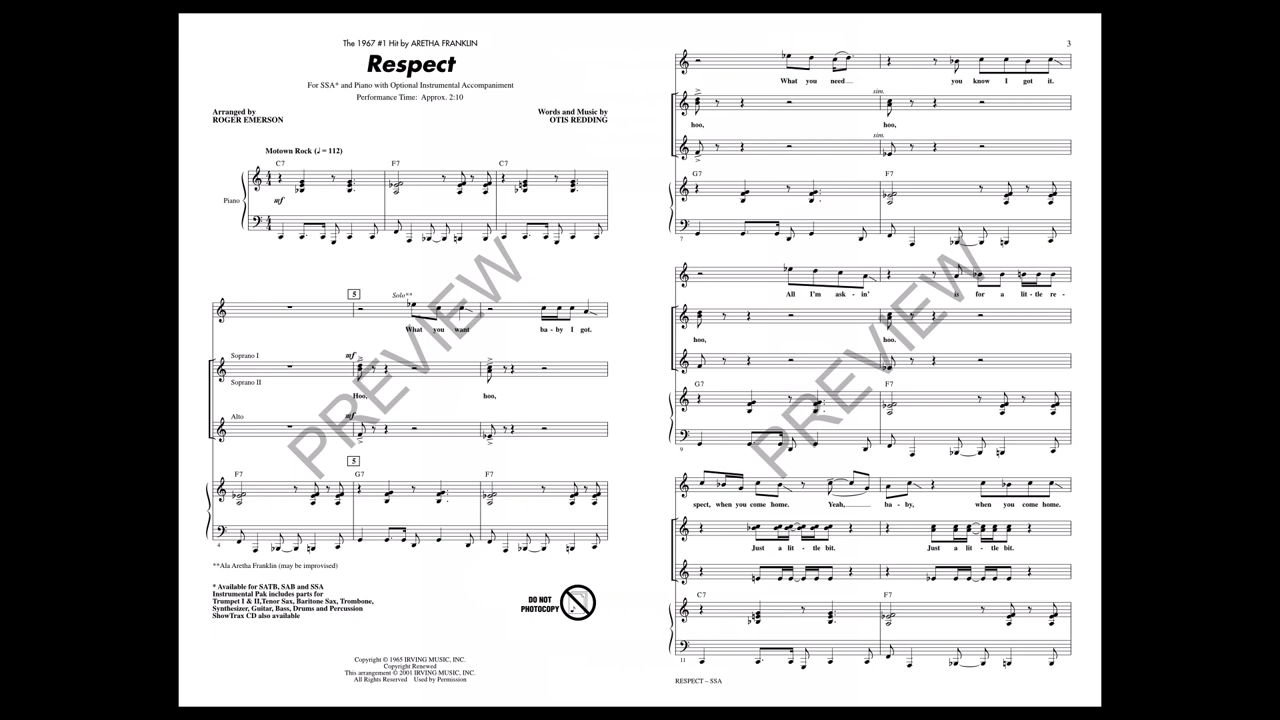 The 1967 #1 Hit by ARETHA FRANKLIN
Respect
For SSA* and Piano with Optional Instrumental Accompaniment
Performance Time: Approx. 2:10
Arranged by
ROGER EMERSON
Words and Music by
OTIS REDDING
Motown Rock (♩ = 112)
C7 F7 C7
Piano
mf
5
Solo**
What you want ba - by I got.
Soprano I
mf
Soprano II
Hoo, hoo,
Alto
mf
5
F7 G7 F7
4
**Ala Aretha Franklin (may be improvised)
* Available for SATB, SAB and SSA
Instrumental Pak includes parts for
Trumpet I & II,Tenor Sax, Baritone Sax, Trombone,
Synthesizer, Guitar, Bass, Drums and Percussion
ShowTrax CD also available
DO NOT
PHOTOCOPY
Copyright © 1965 IRVING MUSIC, INC.
Copyright Renewed
This arrangement © 2001 IRVING MUSIC, INC.
All Rights Reserved Used by Permission
PREVIEW
3
What you need you know I got it.
sim.
hoo, hoo,
sim.
G7 F7
7
All I'm ask - in' is for a lit - tle re -
hoo, hoo.
G7 F7
9
spect, when you come home. Yeah, ba - by, when you come home.
Just a lit - tle bit. Just a lit - tle bit.
C7 F7
11
RESPECT – SSA
PREVIEW